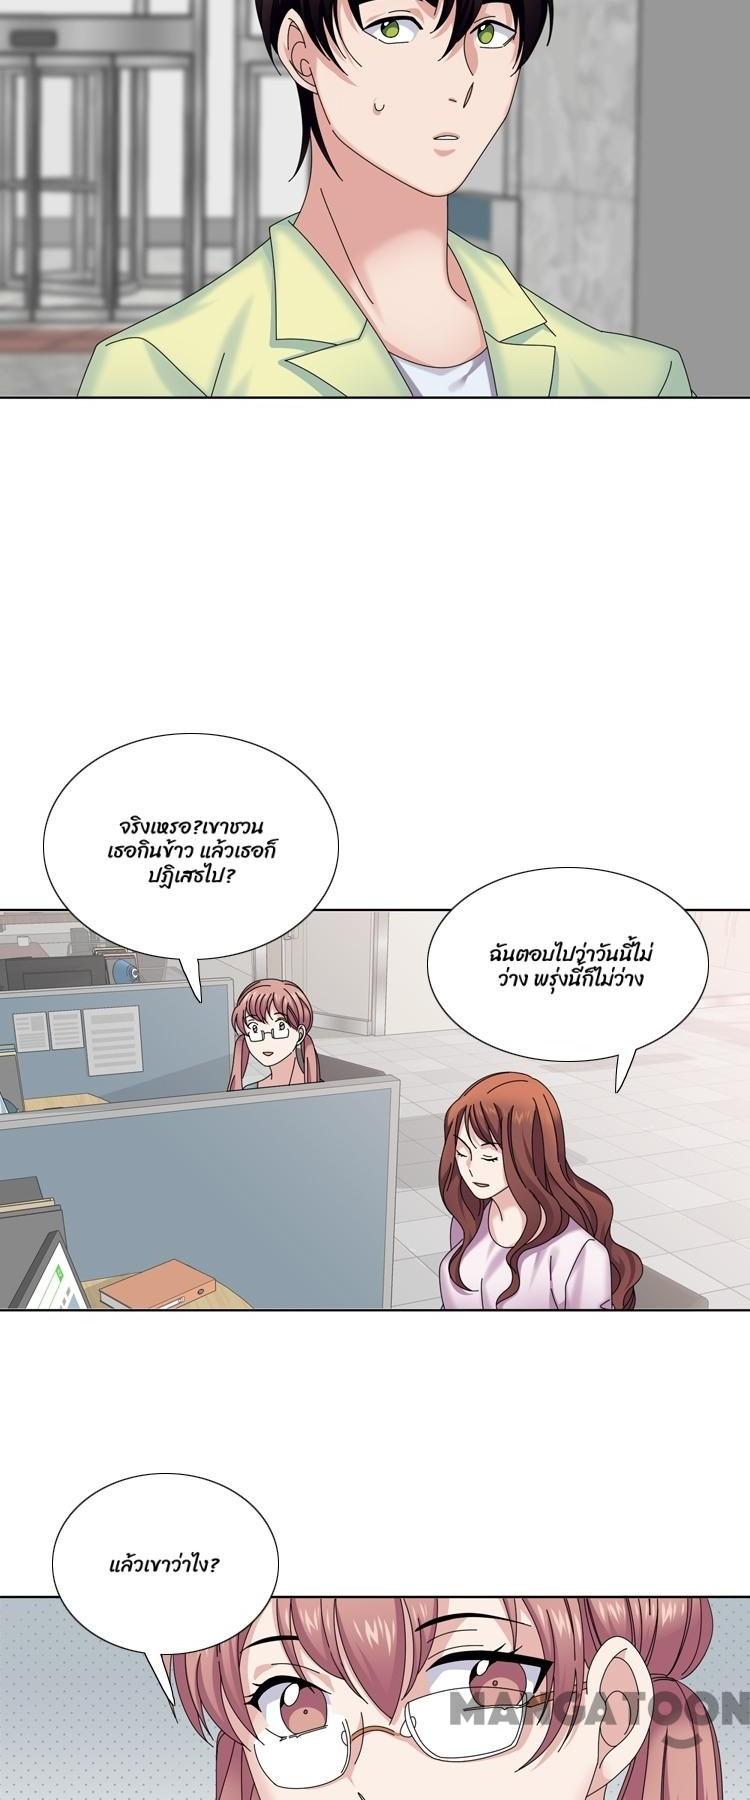 จริงเหรอ?เขาชวน
เธอกินข้าว แล้วเธอก็
ปฏิเสธไป?
ฉันตอบไปว่าวันนี้ไม่
ว่าง พรุ่งนี้ก็ไม่ว่าง
แล้วเขาว่าไง?
MANGATOON